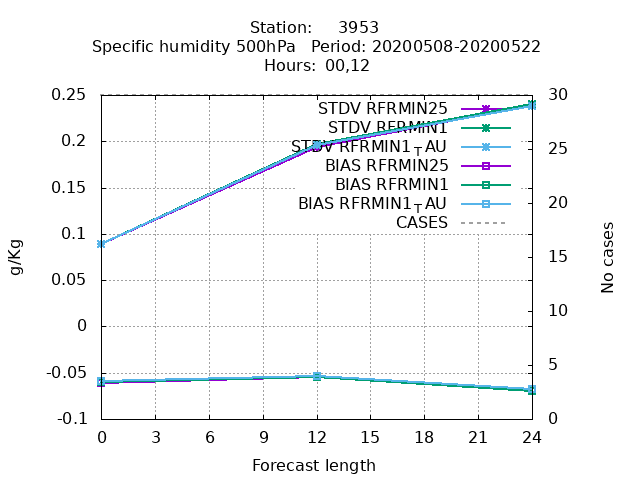 Station: 3953
Specific humidity 500hPa Period: 20200508-20200522
Hours: 00,12
0.25
0.2
0.15
0.1
0.05
0
-0.05
-0.1
g/Kg
STDV RFRMIN25
STDV RFRMIN1
STDV RFRMIN1TAU
BIAS RFRMIN25
BIAS RFRMIN1
BIAS RFRMIN1TAU
CASES
30
25
20
15
10
5
0
No cases
0 3 6 9 12 15 18 21 24
Forecast length